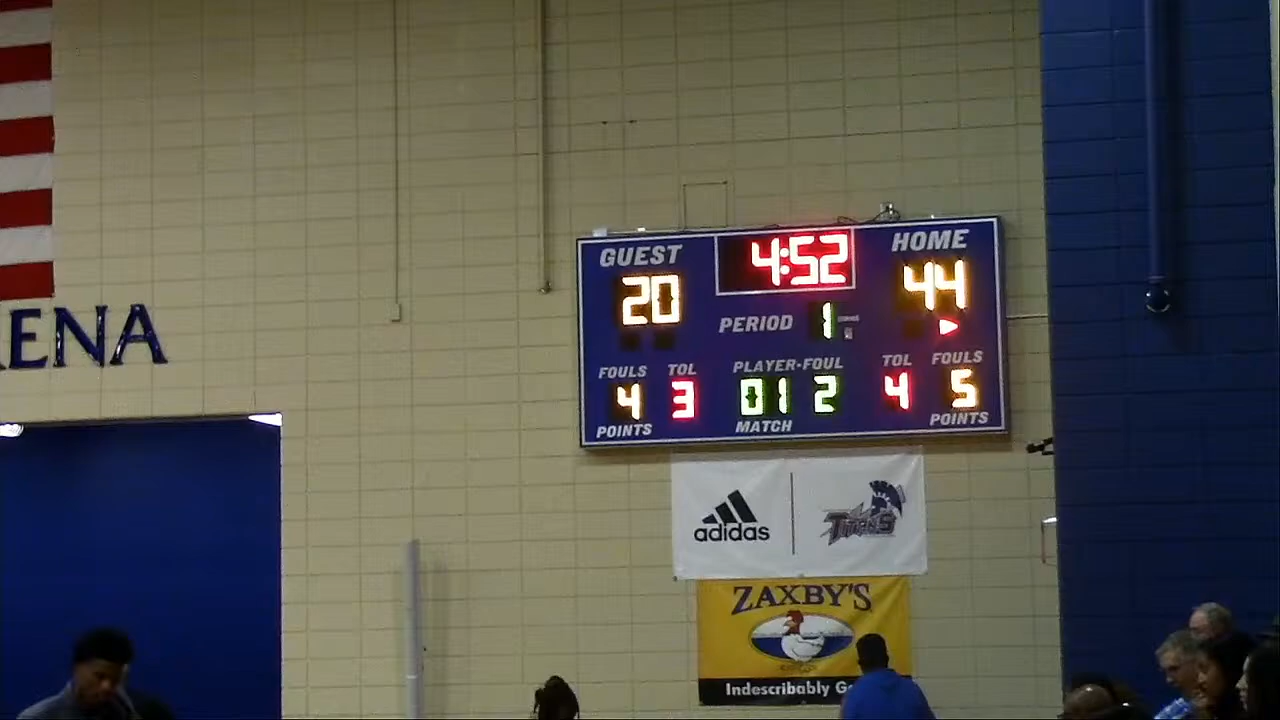 ENA
GUEST 4:52 HOME
20 44
PERIOD 1
FOULS TOL PLAYER-FOUL TOL FOULS
4 3 01 2 4 5
POINTS MATCH POINTS
adidas TITANS
ZAXBY'S
Indescribably G